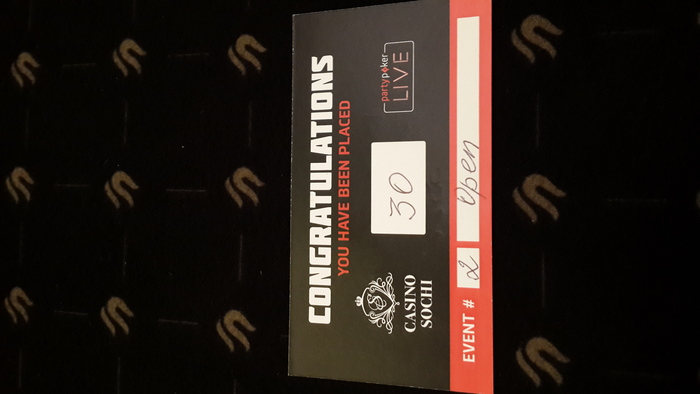 CONGRATULATIONS
YOU HAVE BEEN PLACED
S
CASINO
SOCHI
30
partypoker
LIVE
EVENT # 2 Open